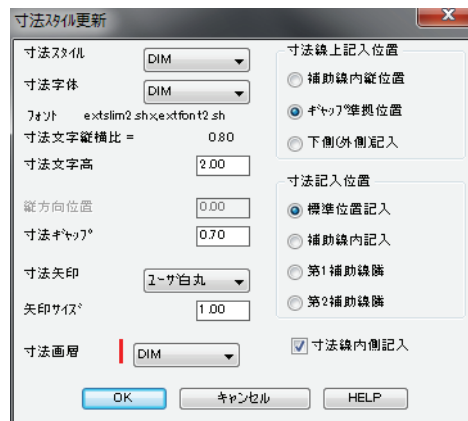 寸法ｽﾀｲﾙ更新
寸法ｽﾀｲﾙ DIM
寸法字体 DIM
ﾌｫﾝﾄ extslim2.shx,extfont2.sh
寸法文字縦横比 = 0.80
寸法文字高 2.00
縦方向位置 0.00
寸法ｷﾞｬｯﾌﾟ 0.70
寸法矢印 ﾕｰｻﾞ白丸
矢印ｻｲｽﾞ 1.00
寸法画層 DIM
寸法線上記入位置
補助線内縦位置
ｷﾞｬｯﾌﾟ準拠位置
下側(外側)記入
寸法記入位置
標準位置記入
補助線内記入
第1補助線隣
第2補助線隣
寸法線内側記入
OK ｷｬﾝｾﾙ HELP